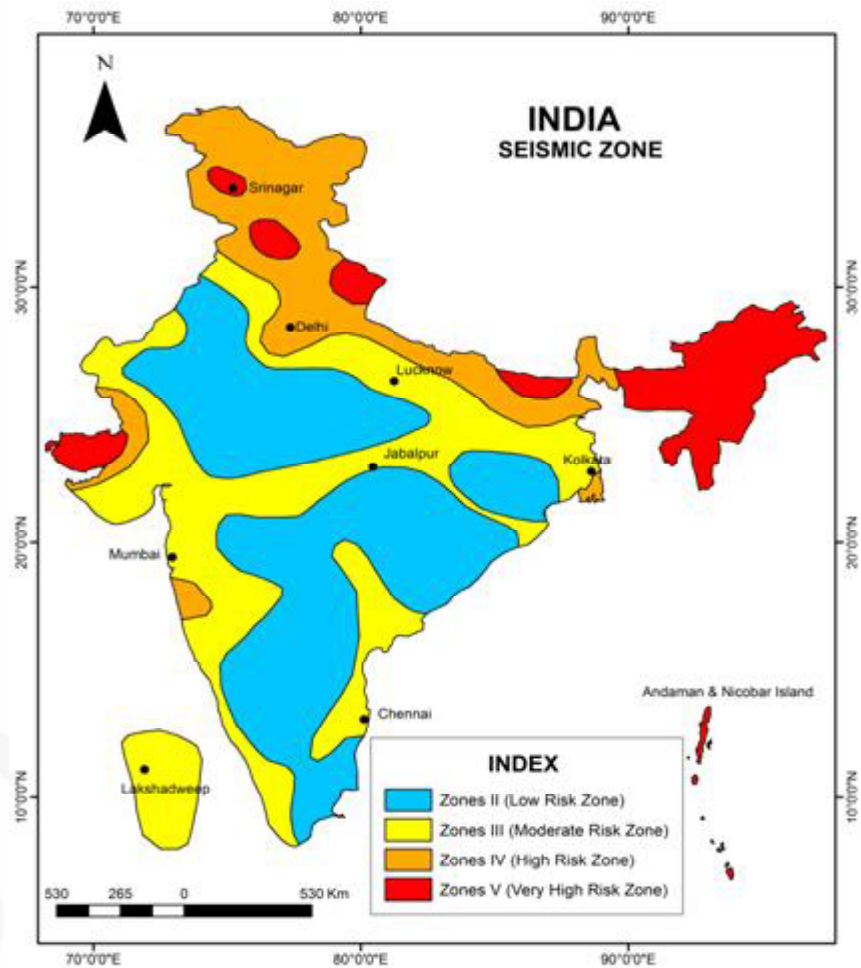 70°0'0"E 80°0'0"E 90°0'0"E
N
INDIA
SEISMIC ZONE
Srinagar
30°0'0"N 30°0'0"N
Delhi
Lucknow
Jabalpur
Kolkata
20°0'0"N 20°0'0"N
Mumbai
Andaman & Nicobar Island
Chennai
Lakshadweep
10°0'0"N 10°0'0"N
INDEX
Zones II (Low Risk Zone)
Zones III (Moderate Risk Zone)
Zones IV (High Risk Zone)
Zones V (Very High Risk Zone)
530 265 0 530 Km
70°0'0"E 80°0'0"E 90°0'0"E